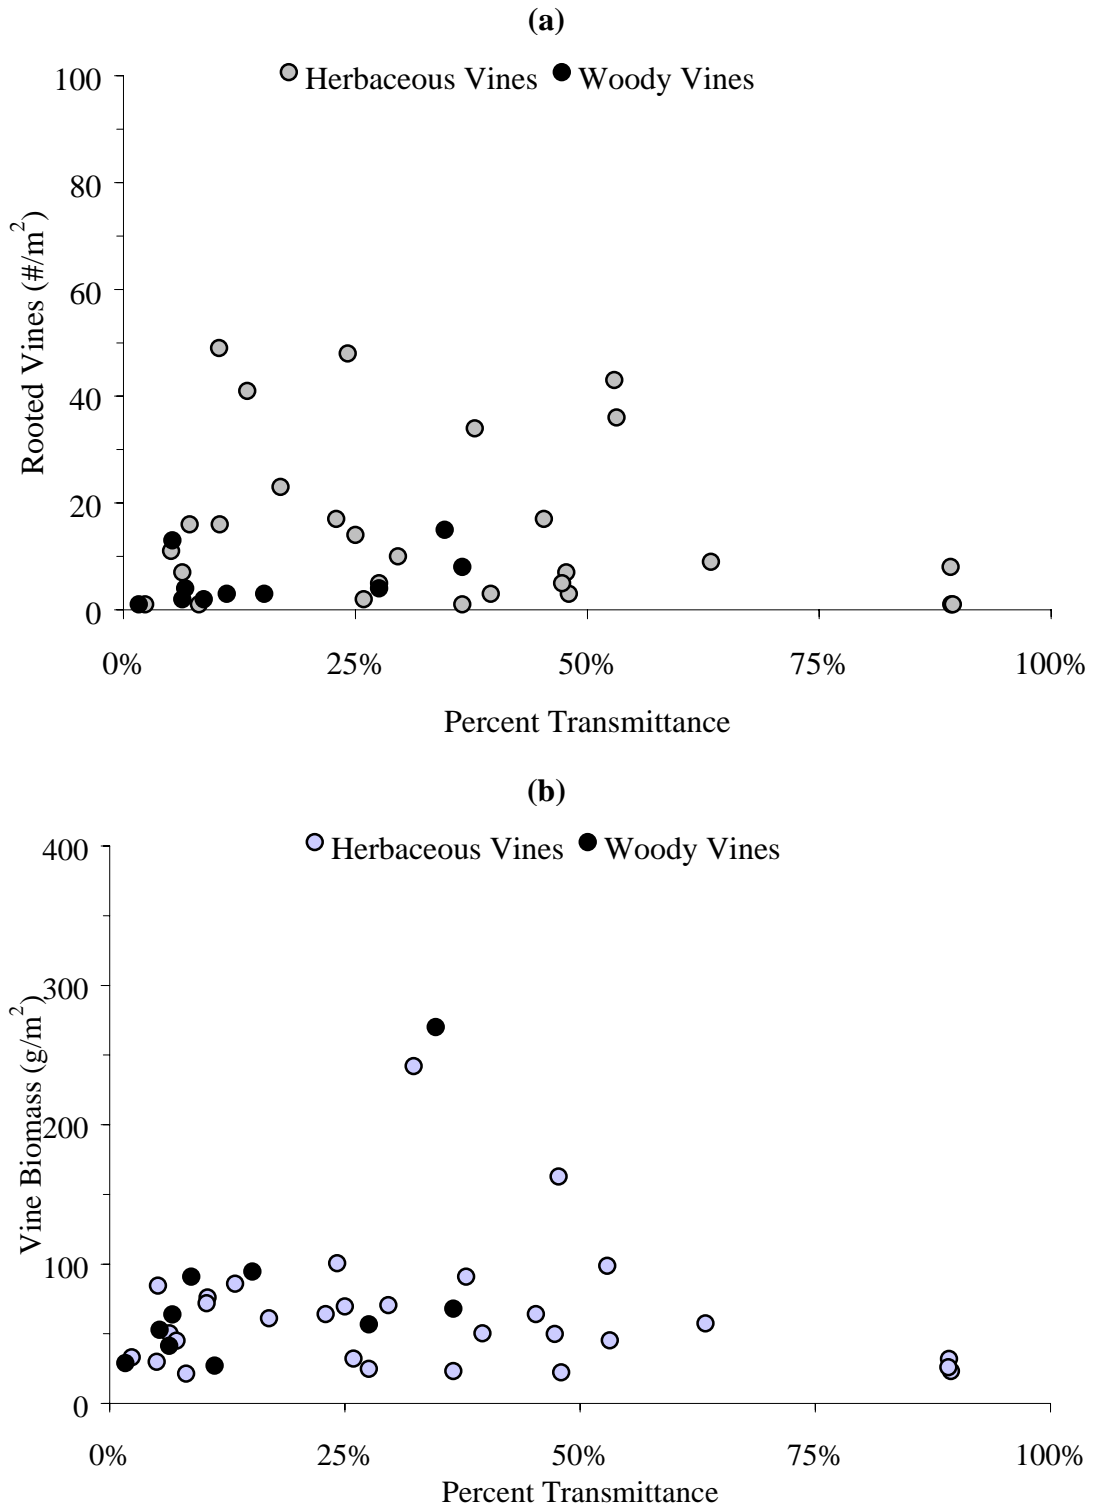 (a)
Herbaceous Vines Woody Vines
100
80
60
40
20
0
Rooted Vines (#/m²)
0% 25% 50% 75% 100%
Percent Transmittance
(b)
Herbaceous Vines Woody Vines
400
300
200
100
0
Vine Biomass (g/m²)
0% 25% 50% 75% 100%
Percent Transmittance